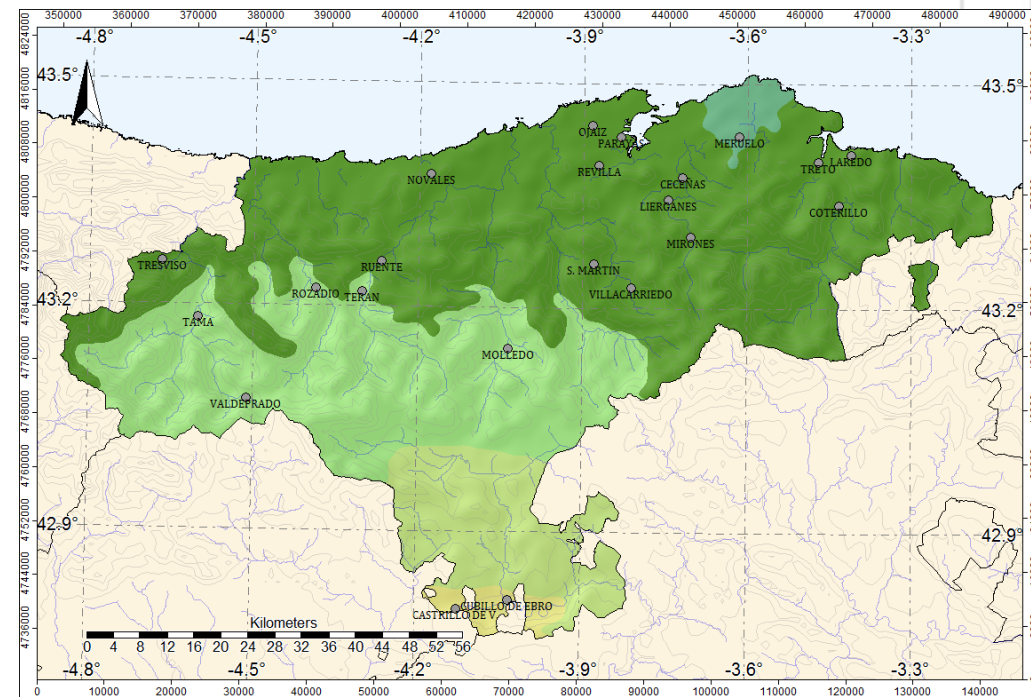 350000 360000 370000 380000 390000 400000 410000 420000 430000 440000 450000 460000 470000 480000 490000
-4.8° -4.5° -4.2° -3.9° -3.6° -3.3°
4824000
43.5° 43.5°
4816000
OJAIZ
4808000
PARAYAS
MERUELO
LAREDO
TRETO
REVILLA
NOVALES
CECEÑAS
4800000
LIERGANES
COTERILLO
MIRONES
4792000
TRESVISO
RUENTE
S. MARTIN
ROZADIO
TERAN
VILLACARRIEDO
43.2° 43.2°
4784000
TAMA
MOLLEDO
4776000
VALDEPRADO
4768000
4760000
42.9° 42.9°
4752000
4744000
CUBILLO DE EBRO
CASTRILLO DE V
4736000
Kilometers
0 4 8 12 16 20 24 28 32 36 40 44 48 52 56
-4.8° -4.5° -4.2° -3.9° -3.6° -3.3°
0 10000 20000 30000 40000 50000 60000 70000 80000 90000 100000 110000 120000 130000 140000